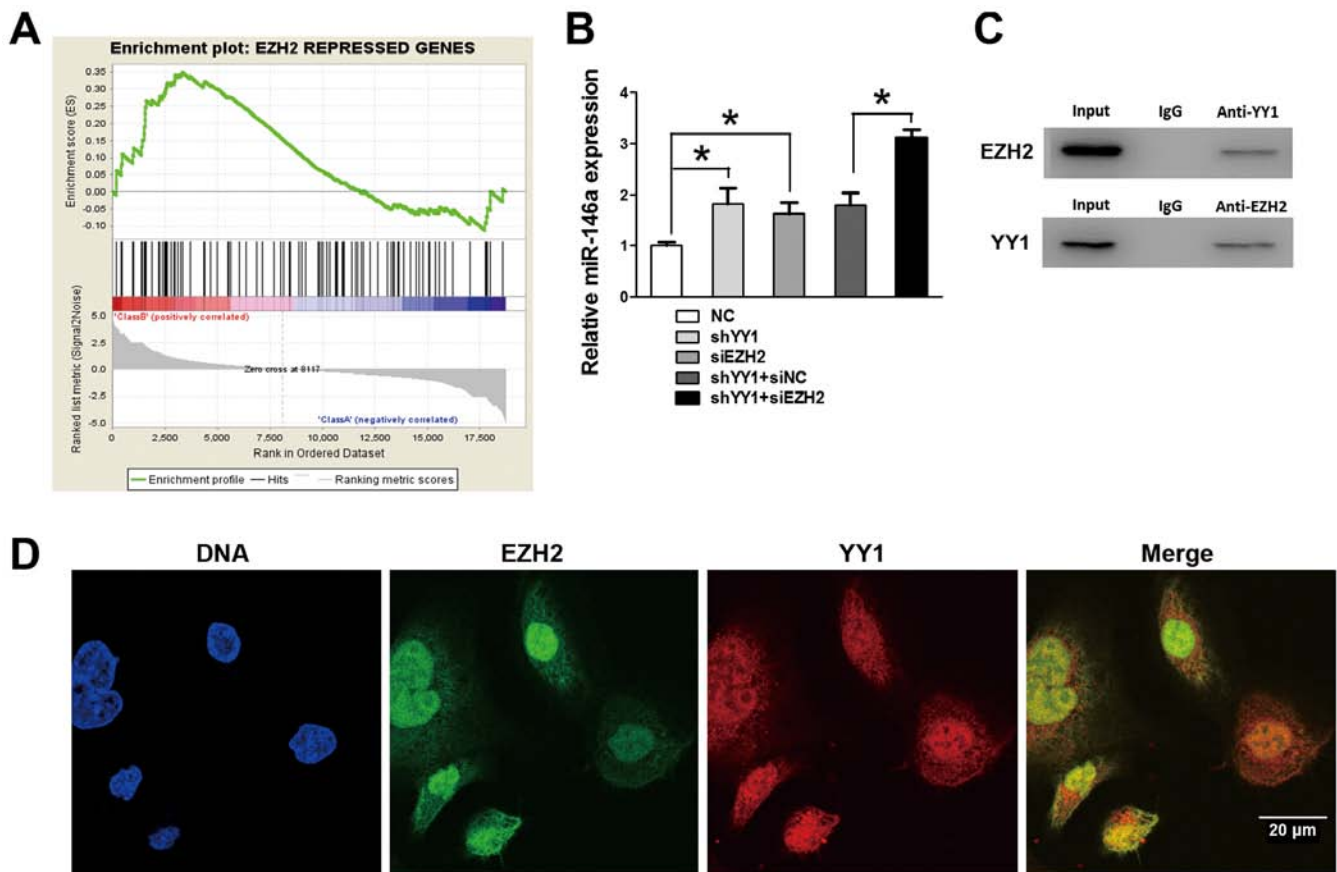 A
Enrichment plot: EZH2 REPRESSED GENES
Enrichment score (ES)
0.35
0.30
0.25
0.20
0.15
0.10
0.05
0.00
-0.05
-0.10
'ClassB' (positively correlated)
Ranked list metric (Signal2Noise)
5.0
2.5
0.0
-2.5
-5.0
Zero cross at 8117
'ClassA' (negatively correlated)
0 2,500 5,000 7,500 10,000 12,500 15,000 17,500
Rank in Ordered Dataset
Enrichment profile Hits Ranking metric scores
B
Relative miR-146a expression
4
3
2
1
0
* * *
NC
shYY1
siEZH2
shYY1+siNC
shYY1+siEZH2
C
Input IgG Anti-YY1
EZH2
Input IgG Anti-EZH2
YY1
D
DNA EZH2 YY1 Merge
20 µm